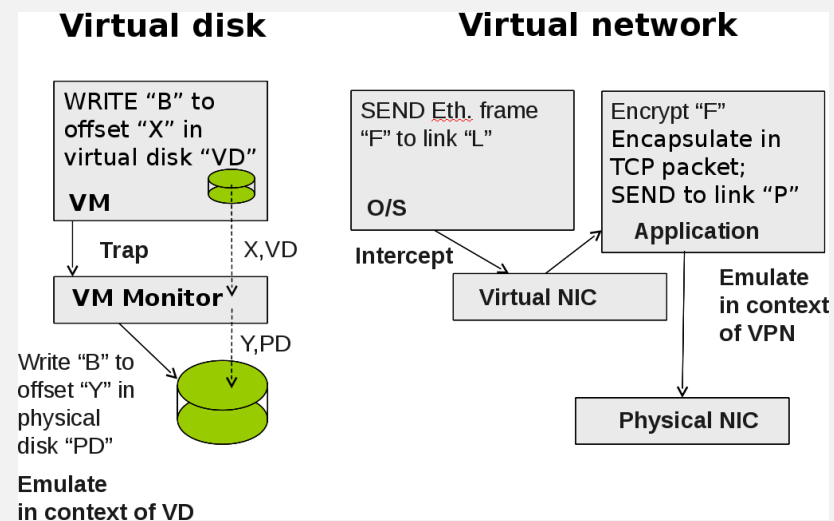 Virtual disk
WRITE “B” to
offset “X” in
virtual disk “VD”
VM
Trap
X,VD
VM Monitor
Y,PD
Write “B” to
offset “Y” in
physical
disk “PD”
Emulate
in context of VD
Virtual network
SEND Eth. frame
“F” to link “L”
O/S
Encrypt “F”
Encapsulate in
TCP packet;
SEND to link “P”
Application
Intercept
Virtual NIC
Emulate
in context
of VPN
Physical NIC